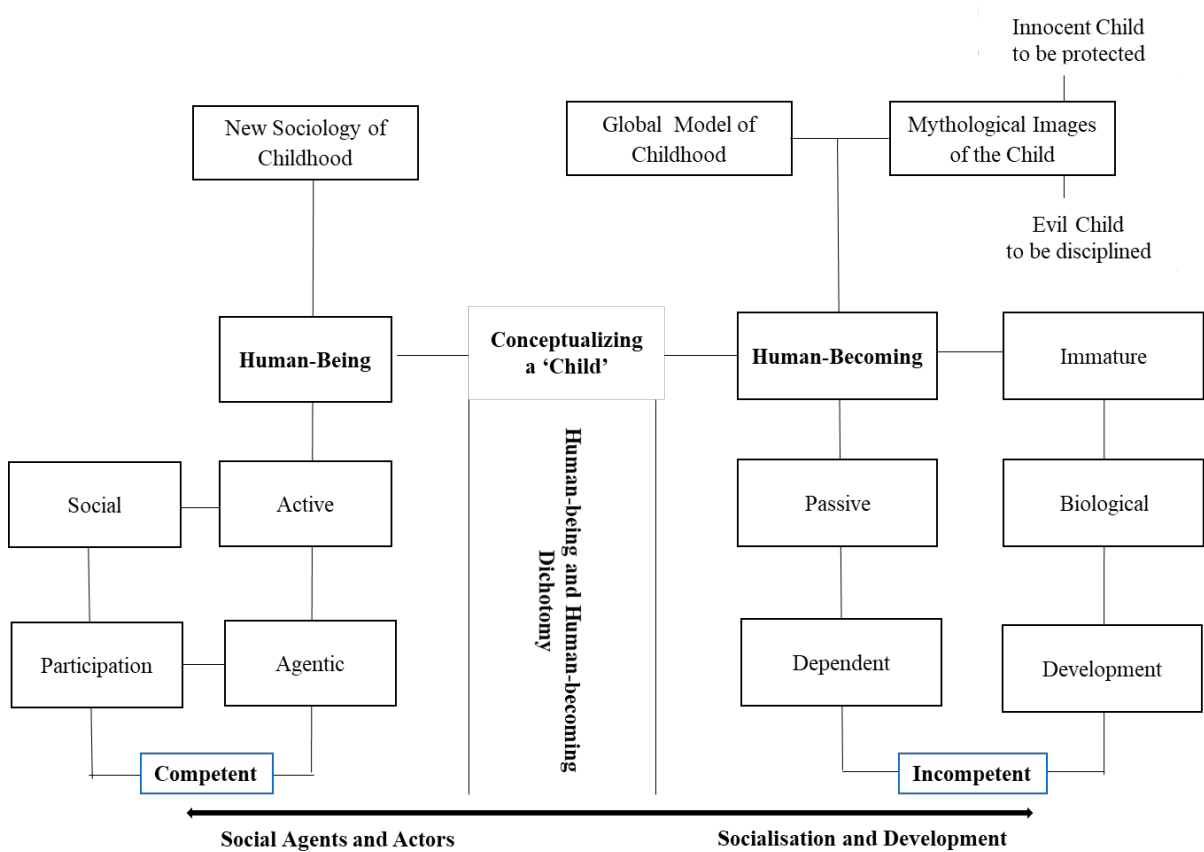 Innocent Child
to be protected
New Sociology of
Childhood
Global Model of
Childhood
Mythological Images
of the Child
Evil Child
to be disciplined
Human-Being
Conceptualizing
a ‘Child’
Human-Becoming
Immature
Human-being and Human-becoming
Dichotomy
Social
Active
Passive
Biological
Participation
Agentic
Dependent
Development
Competent
Incompetent
Social Agents and Actors
Socialisation and Development